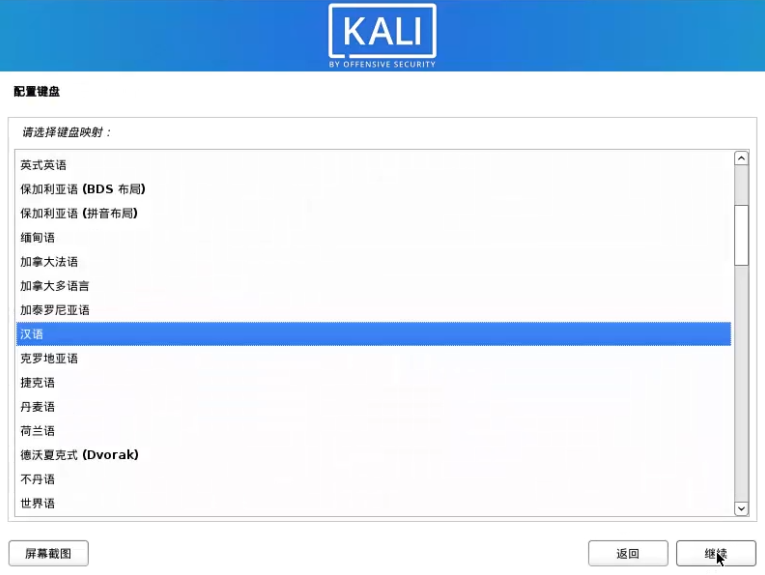 KALI
BY OFFENSIVE SECURITY
配置键盘
请选择键盘映射：
英式英语
保加利亚语 (BDS 布局)
保加利亚语 (拼音布局)
缅甸语
加拿大法语
加拿大多语言
加泰罗尼亚语
汉语
克罗地亚语
捷克语
丹麦语
荷兰语
德沃夏克式 (Dvorak)
不丹语
世界语
屏幕截图 返回 继续